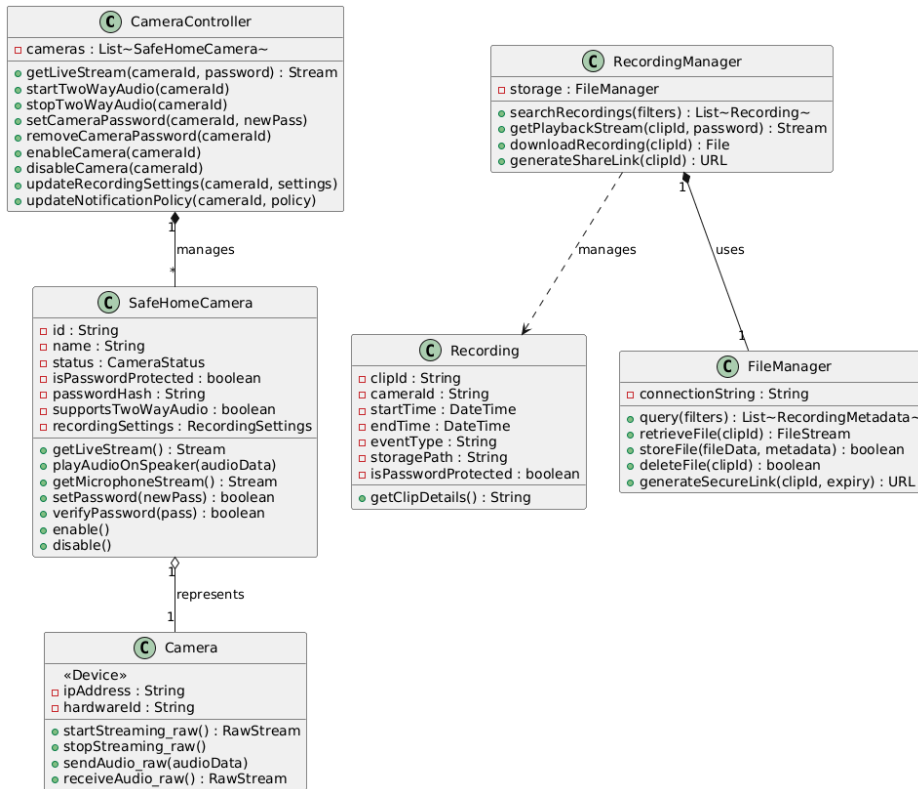 C CameraController
cameras : List~SafeHomeCamera~
getLiveStream(cameraId, password) : Stream
startTwoWayAudio(cameraId)
stopTwoWayAudio(cameraId)
setCameraPassword(cameraId, newPass)
removeCameraPassword(cameraId)
enableCamera(cameraId)
disableCamera(cameraId)
updateRecordingSettings(cameraId, settings)
updateNotificationPolicy(cameraId, policy)
1
manages
*
C SafeHomeCamera
id : String
name : String
status : CameraStatus
isPasswordProtected : boolean
passwordHash : String
supportsTwoWayAudio : boolean
recordingSettings : RecordingSettings
getLiveStream() : Stream
playAudioOnSpeaker(audioData)
getMicrophoneStream() : Stream
setPassword(newPass) : boolean
verifyPassword(pass) : boolean
enable()
disable()
1
represents
1
C Camera
«Device»
ipAddress : String
hardwareId : String
startStreaming_raw() : RawStream
stopStreaming_raw()
sendAudio_raw(audioData)
receiveAudio_raw() : RawStream
C RecordingManager
storage : FileManager
searchRecordings(filters) : List~Recording~
getPlaybackStream(clipId, password) : Stream
downloadRecording(clipId) : File
generateShareLink(clipId) : URL
1
manages
uses
1
C Recording
clipId : String
cameraId : String
startTime : DateTime
endTime : DateTime
eventType : String
storagePath : String
isPasswordProtected : boolean
getClipDetails() : String
C FileManager
connectionString : String
query(filters) : List~RecordingMetadata~
retrieveFile(clipId) : FileStream
storeFile(fileData, metadata) : boolean
deleteFile(clipId) : boolean
generateSecureLink(clipId, expiry) : URL